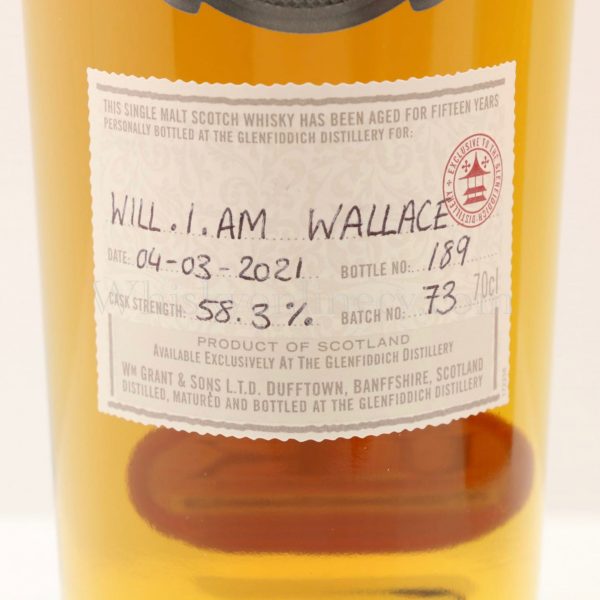 THIS SINGLE MALT SCOTCH WHISKY HAS BEEN AGED FOR FIFTEEN YEARS
PERSONALLY BOTTLED AT THE GLENFIDDICH DISTILLERY FOR:
EXCLUSIVE TO THE GLENFIDDICH DISTILLERY
WILL.I.AM WALLACE
DATE: 04-03-2021 BOTTLE NO: 189
CASK STRENGTH: 58.3% BATCH NO: 73 70cl
PRODUCT OF SCOTLAND
AVAILABLE EXCLUSIVELY AT THE GLENFIDDICH DISTILLERY
WM GRANT & SONS L.T.D. DUFFTOWN, BANFFSHIRE, SCOTLAND
DISTILLED, MATURED AND BOTTLED AT THE GLENFIDDICH DISTILLERY